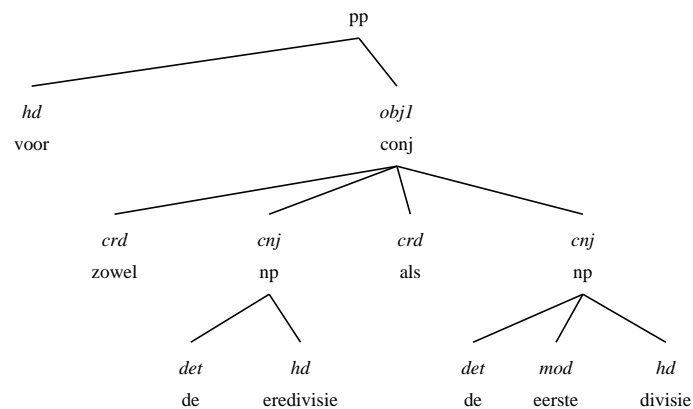 pp
hd obj1
voor conj
crd cnj crd cnj
zowel np als np
det hd det mod hd
de eredivisie de eerste divisie